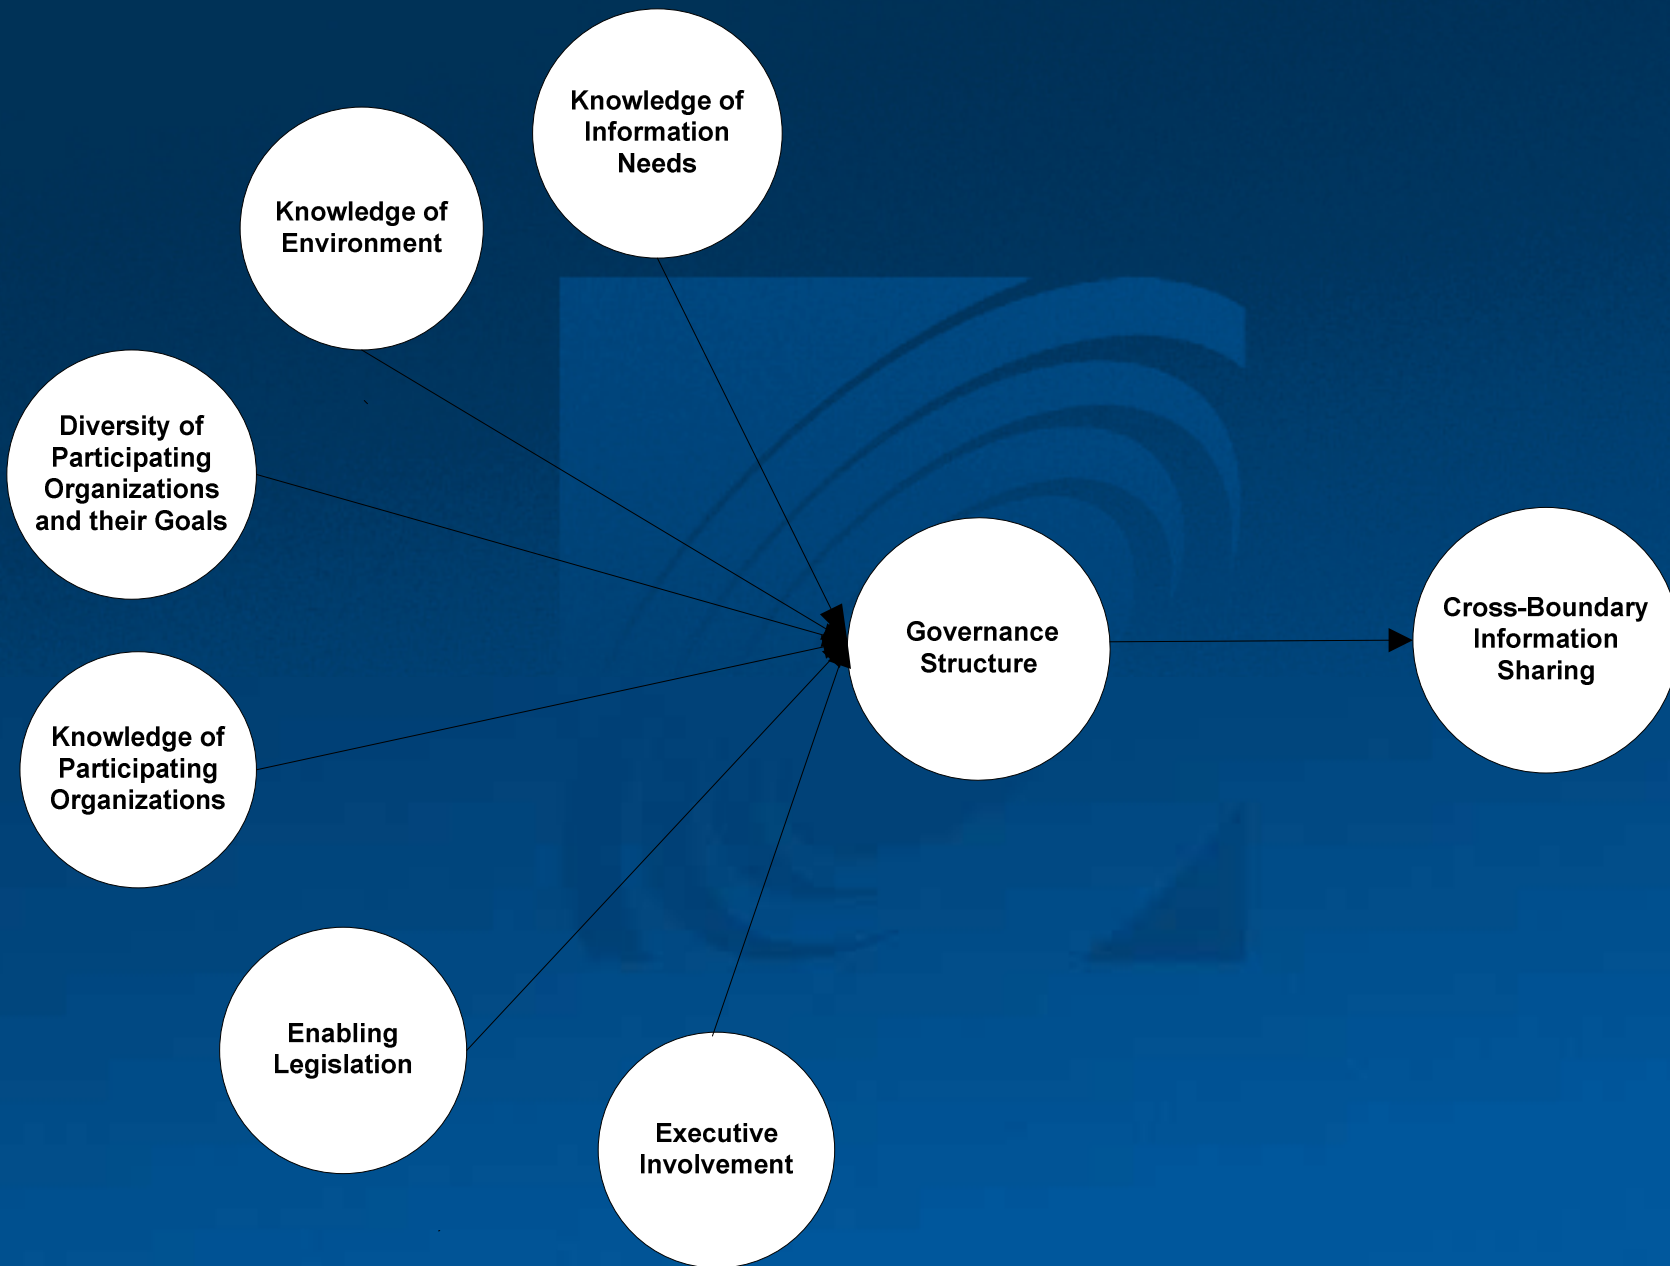 Knowledge of
Information
Needs
Knowledge of
Environment
Diversity of
Participating
Organizations
and their Goals
Knowledge of
Participating
Organizations
Enabling
Legislation
Executive
Involvement
Governance
Structure
Cross-Boundary
Information
Sharing